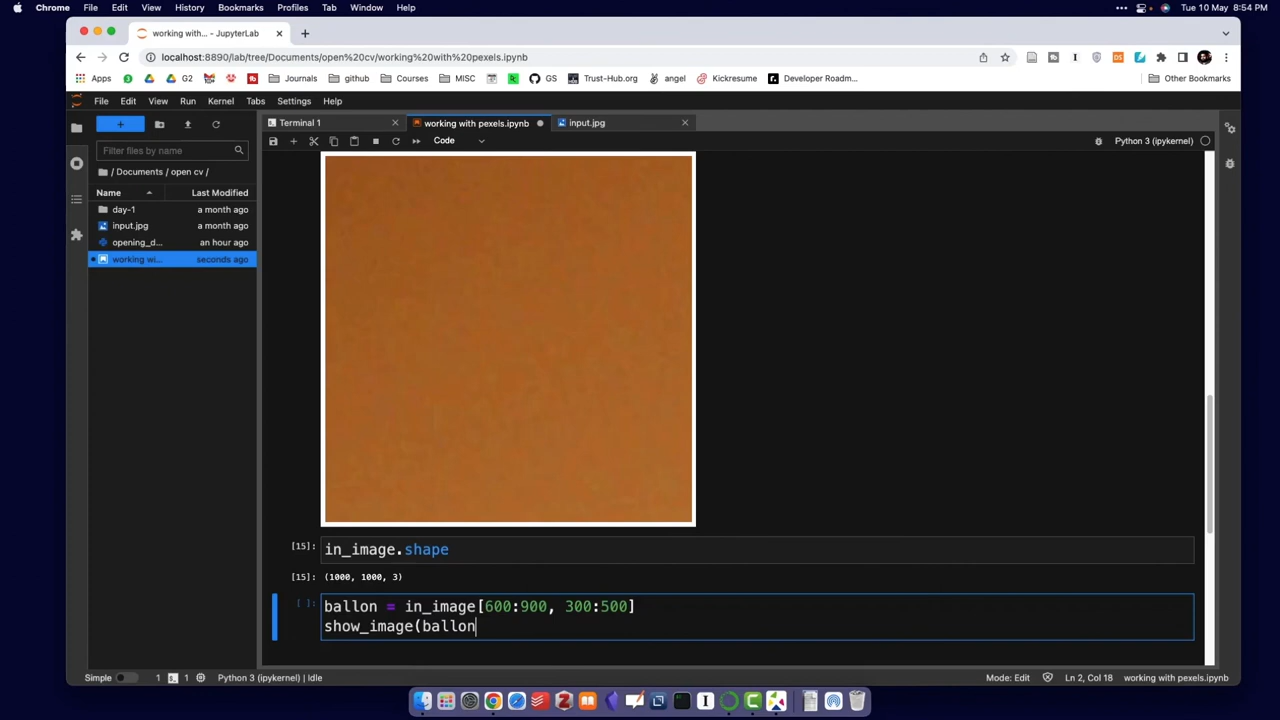 Chrome File Edit View History Bookmarks Profiles Tab Window Help Tue 10 May 8:54 PM
working with... - JupyterLab
localhost:8890/lab/tree/Documents/open%20cv/working%20with%20pexels.ipynb
Apps G2 Journals github Courses MISC GS Trust-Hub.org angel Kickresume Developer Roadm... Other Bookmarks
File Edit View Run Kernel Tabs Settings Help
Terminal 1 working with pexels.ipynb input.jpg
Code Python 3 (ipykernel)
Filter files by name
/ Documents / open cv /
Name Last Modified
day-1 a month ago
input.jpg a month ago
opening_d... an hour ago
working wi... seconds ago
[15]: in_image.shape
[15]: (1000, 1000, 3)
[ ]: ballon = in_image[600:900, 300:500]
show_image(ballon
Simple 1 1 Python 3 (ipykernel) | Idle Mode: Edit Ln 2, Col 18 working with pexels.ipynb